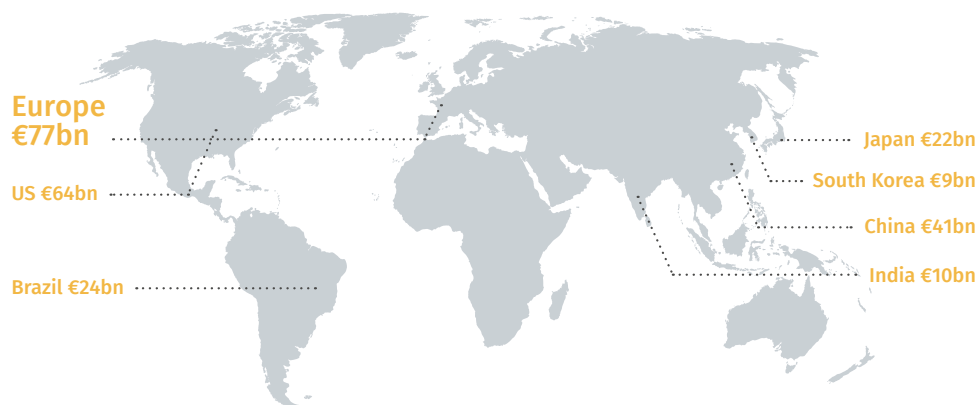 Europe
€77bn
US €64bn
Brazil €24bn
Japan €22bn
South Korea €9bn
China €41bn
India €10bn